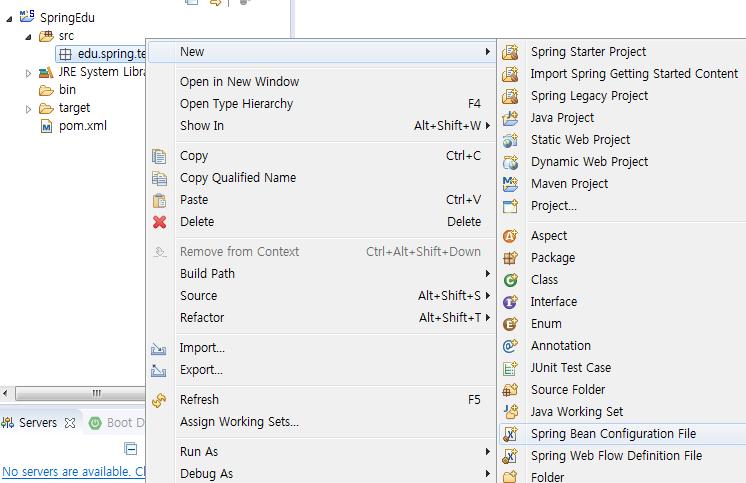 SpringEdu
src
edu.spring.te
JRE System Libra
bin
target
pom.xml
New
Open in New Window
Open Type Hierarchy F4
Show In Alt+Shift+W
Copy Ctrl+C
Copy Qualified Name
Paste Ctrl+V
Delete Delete
Remove from Context Ctrl+Alt+Shift+Down
Build Path
Source Alt+Shift+S
Refactor Alt+Shift+T
Import...
Export...
Refresh F5
Assign Working Sets...
Run As
Debug As
Spring Starter Project
Import Spring Getting Started Content
Spring Legacy Project
Java Project
Static Web Project
Dynamic Web Project
Maven Project
Project...
Aspect
Package
Class
Interface
Enum
Annotation
JUnit Test Case
Source Folder
Java Working Set
Spring Bean Configuration File
Spring Web Flow Definition File
Folder
Servers Boot D
No servers are available. Cl